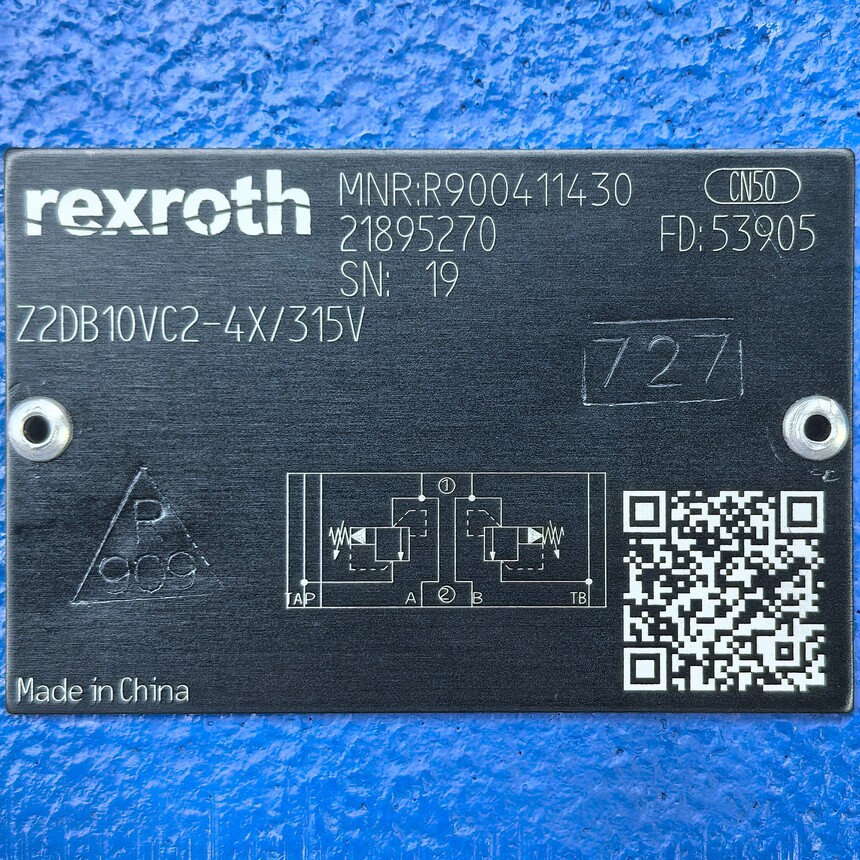 rexroth
MNR:R900411430
CN50
21895270
FD:53905
SN: 19
Z2DB10VC2-4X/315V
727
P
909
1
TAP
A
2
B
TB
Made in China